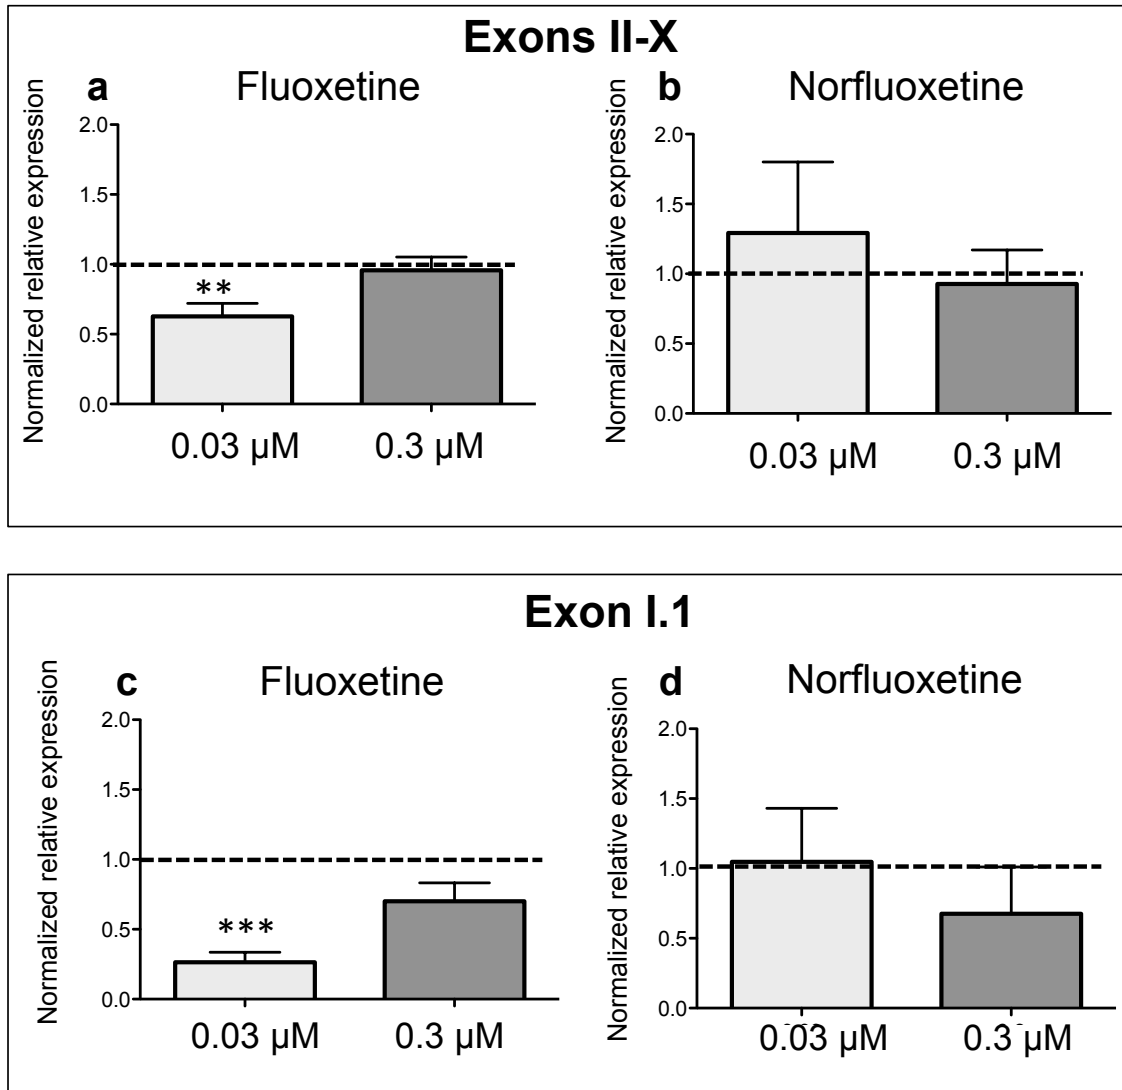 Exons II-X
a Fluoxetine
Normalized relative expression
2.0
1.5
1.0
0.5
0.0
**
0.03 µM 0.3 µM
b Norfluoxetine
Normalized relative expression
2.0
1.5
1.0
0.5
0.0
0.03 µM 0.3 µM
Exon I.1
c Fluoxetine
Normalized relative expression
2.0
1.5
1.0
0.5
0.0
***
0.03 µM 0.3 µM
d Norfluoxetine
Normalized relative expression
2.0
1.5
1.0
0.5
0.0
0.03 µM 0.3 µM